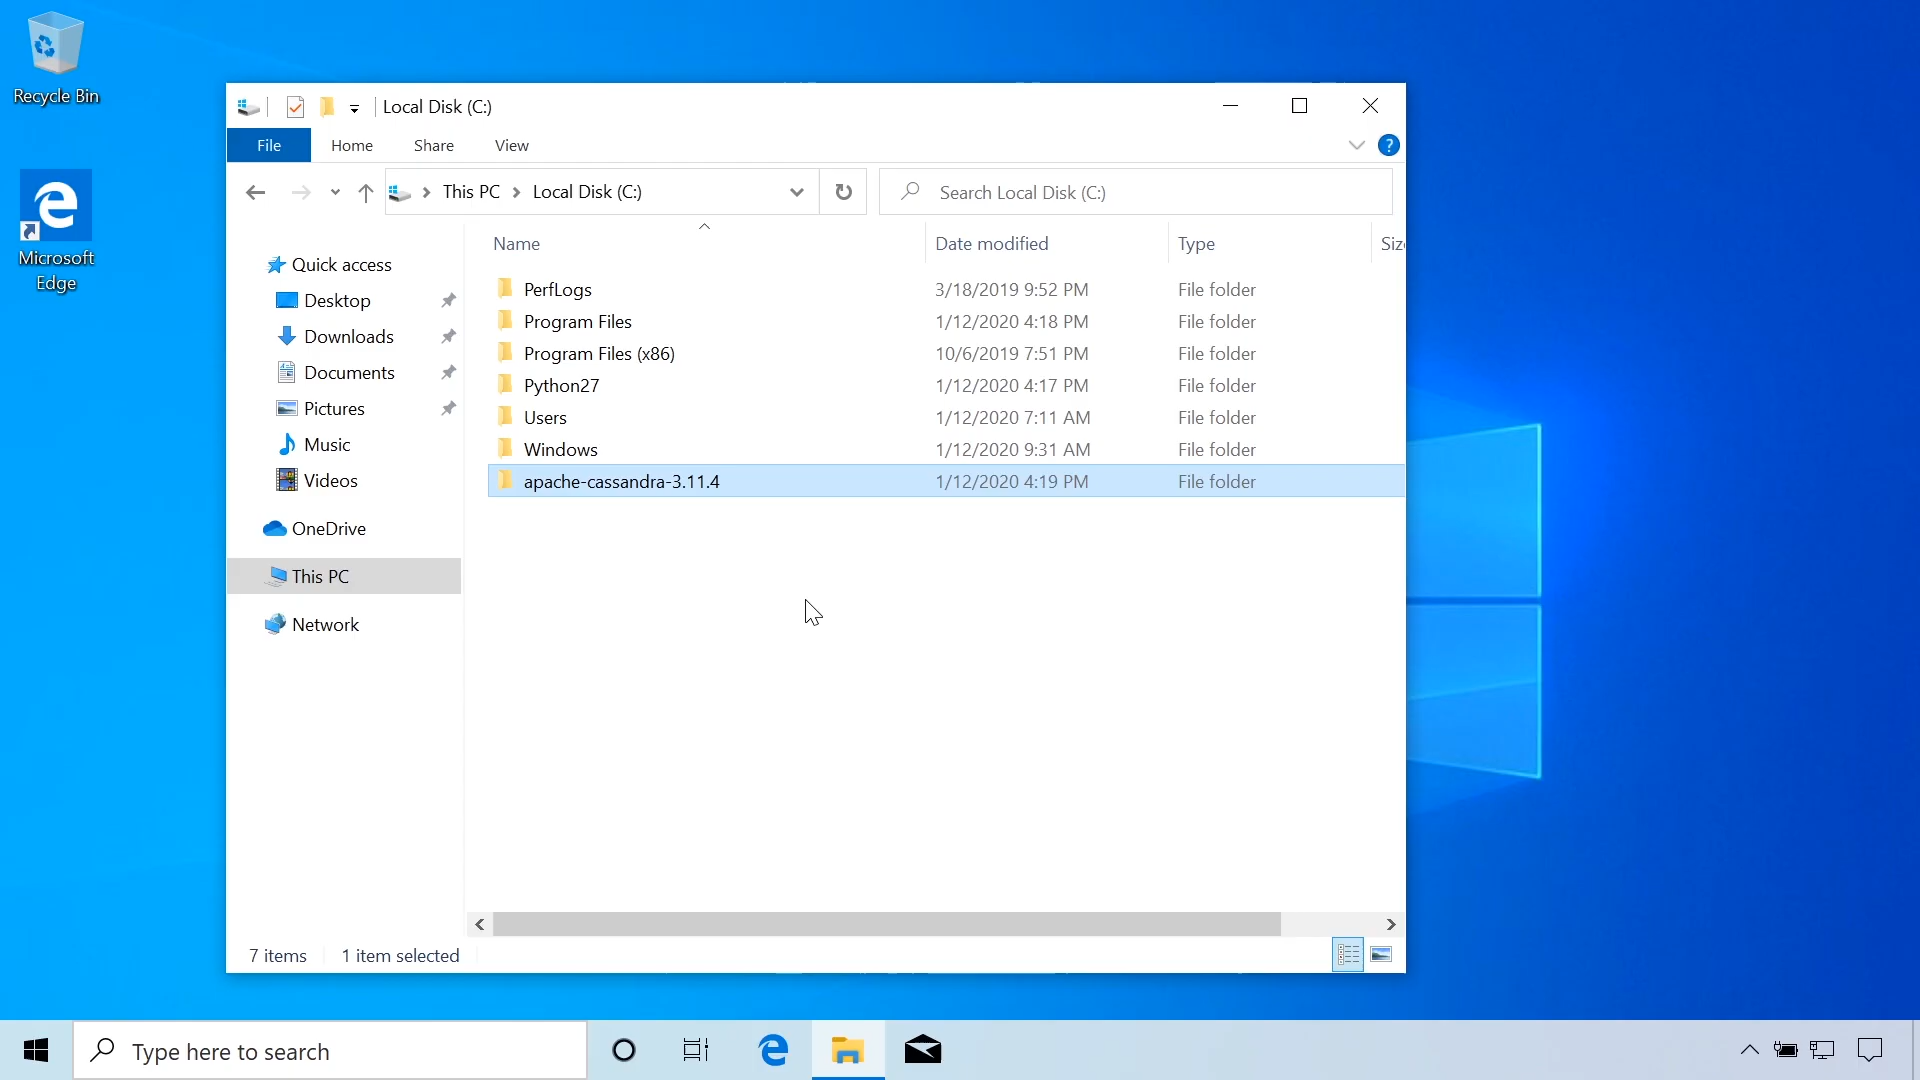 Recycle Bin
Microsoft
Edge
Local Disk (C:)
File Home Share View
This PC Local Disk (C:) Search Local Disk (C:)
Name Date modified Type
Quick access
Desktop
Downloads
Documents
Pictures
Music
Videos
OneDrive
This PC
Network
PerfLogs 3/18/2019 9:52 PM File folder
Program Files 1/12/2020 4:18 PM File folder
Program Files (x86) 10/6/2019 7:51 PM File folder
Python27 1/12/2020 4:17 PM File folder
Users 1/12/2020 7:11 AM File folder
Windows 1/12/2020 9:31 AM File folder
apache-cassandra-3.11.4 1/12/2020 4:19 PM File folder
7 items 1 item selected
Type here to search